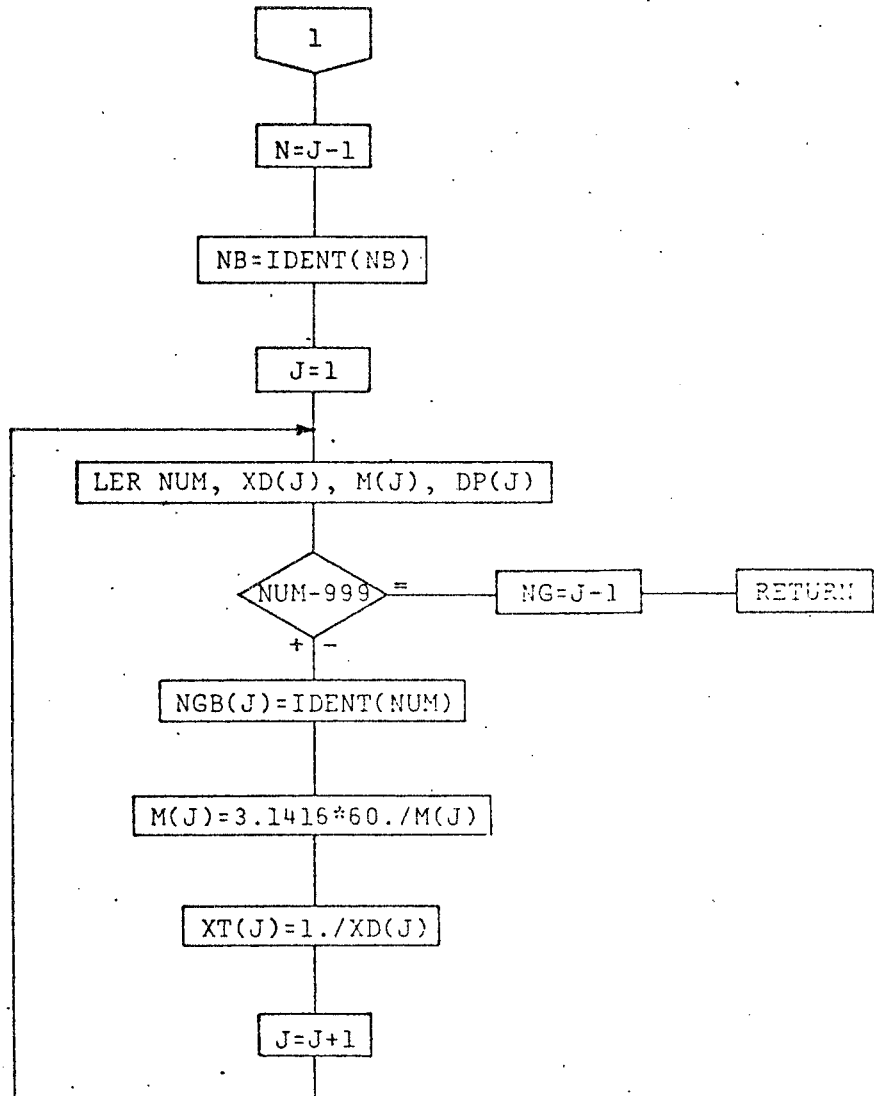 1
N=J-1
NB=IDENT(NB)
J=1
LER NUM, XD(J), M(J), DP(J)
NUM-999 = NG=J-1 RETURN
+ -
NGB(J)=IDENT(NUM)
M(J)=3.1416*60./M(J)
XT(J)=1./XD(J)
J=J+1